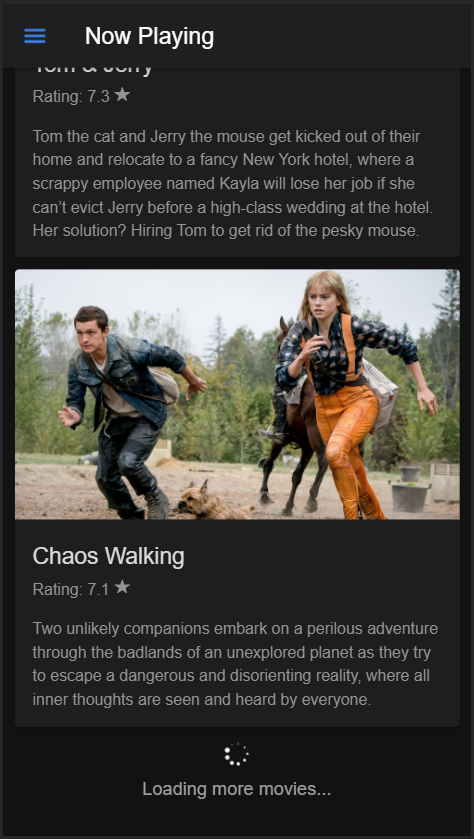 Now Playing
Tom & Jerry
Rating: 7.3 ★
Tom the cat and Jerry the mouse get kicked out of their
home and relocate to a fancy New York hotel, where a
scrappy employee named Kayla will lose her job if she
can’t evict Jerry before a high-class wedding at the hotel.
Her solution? Hiring Tom to get rid of the pesky mouse.
Chaos Walking
Rating: 7.1 ★
Two unlikely companions embark on a perilous adventure
through the badlands of an unexplored planet as they try
to escape a dangerous and disorienting reality, where all
inner thoughts are seen and heard by everyone.
Loading more movies...